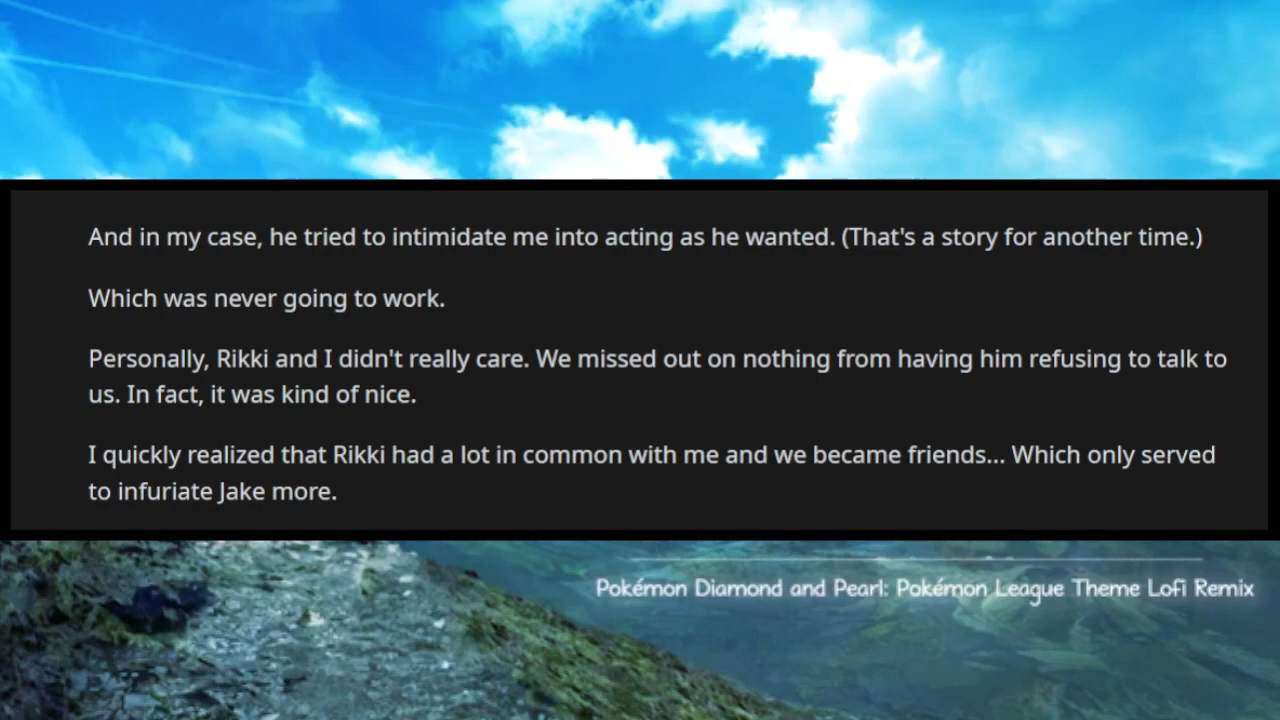 And in my case, he tried to intimidate me into acting as he wanted. (That's a story for another time.)
Which was never going to work.
Personally, Rikki and I didn't really care. We missed out on nothing from having him refusing to talk to
us. In fact, it was kind of nice.
I quickly realized that Rikki had a lot in common with me and we became friends... Which only served
to infuriate Jake more.
Pokémon Diamond and Pearl: Pokémon League Theme Lofi Remix